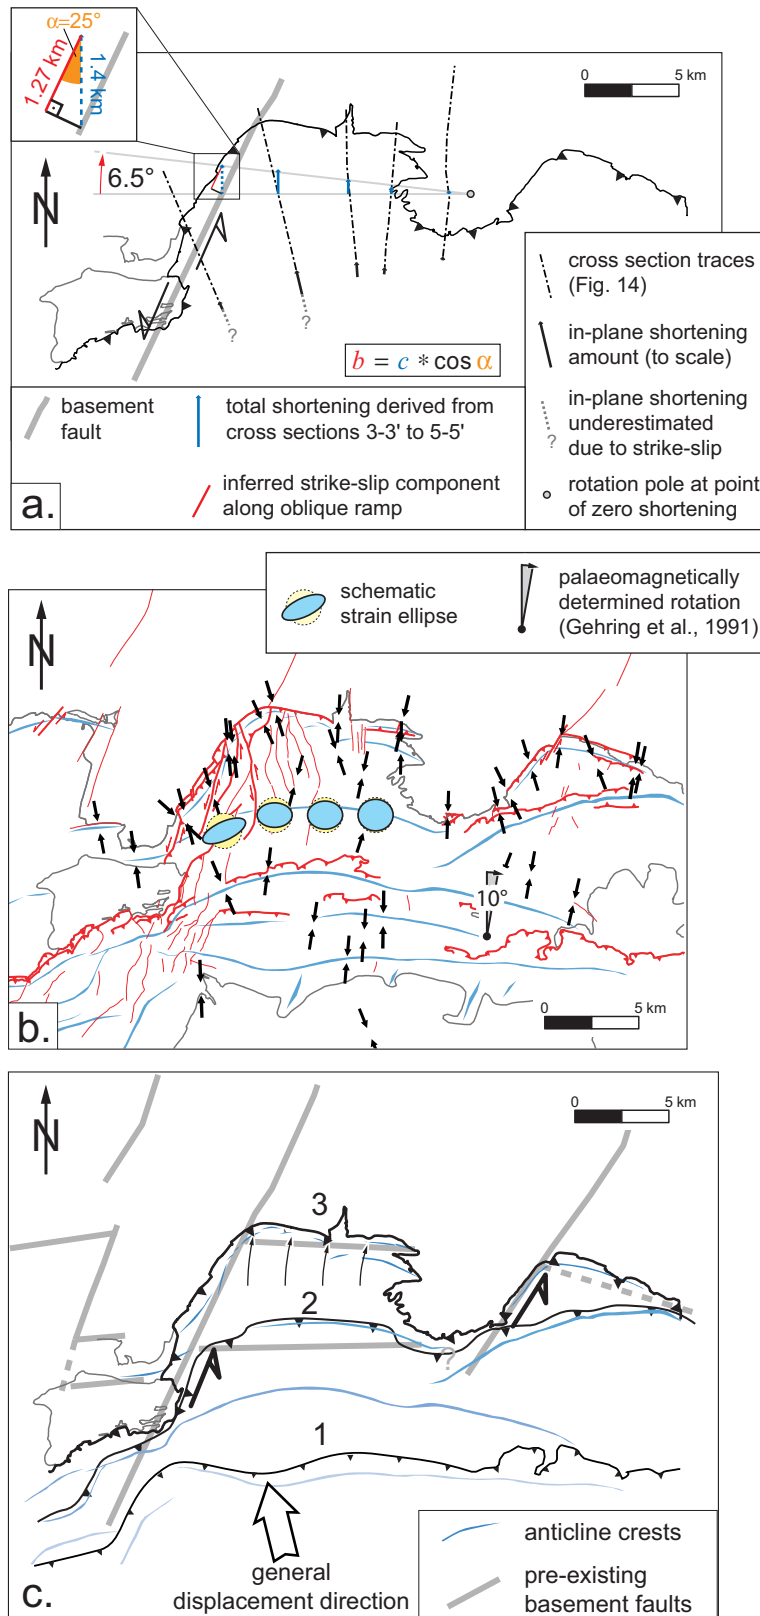 α=25°
1.27 km
1.4 km
0 5 km
6.5°
N
?
?
b = c * cos α
cross section traces
(Fig. 14)
in-plane shortening
amount (to scale)
in-plane shortening
underestimated
due to strike-slip
?
rotation pole at point
of zero shortening
basement
fault
total shortening derived from
cross sections 3-3' to 5-5'
inferred strike-slip component
along oblique ramp
a.
schematic
strain ellipse
palaeomagnetically
determined rotation
(Gehring et al., 1991)
N
10°
0 5 km
b.
N
0 5 km
3
2
?
1
general
displacement direction
anticline crests
pre-existing
basement faults
c.